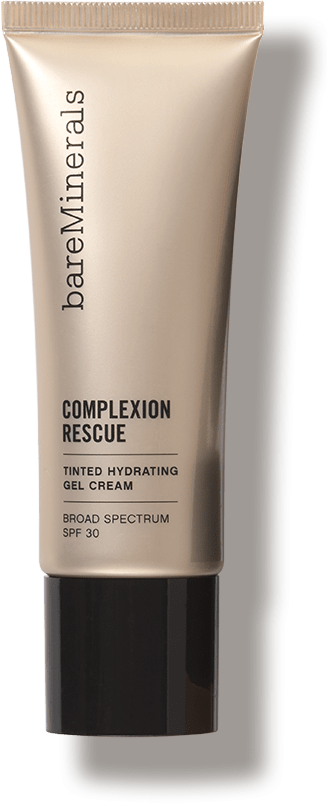 bareMinerals
COMPLEXION
RESCUE
TINTED HYDRATING
GEL CREAM
BROAD SPECTRUM
SPF 30